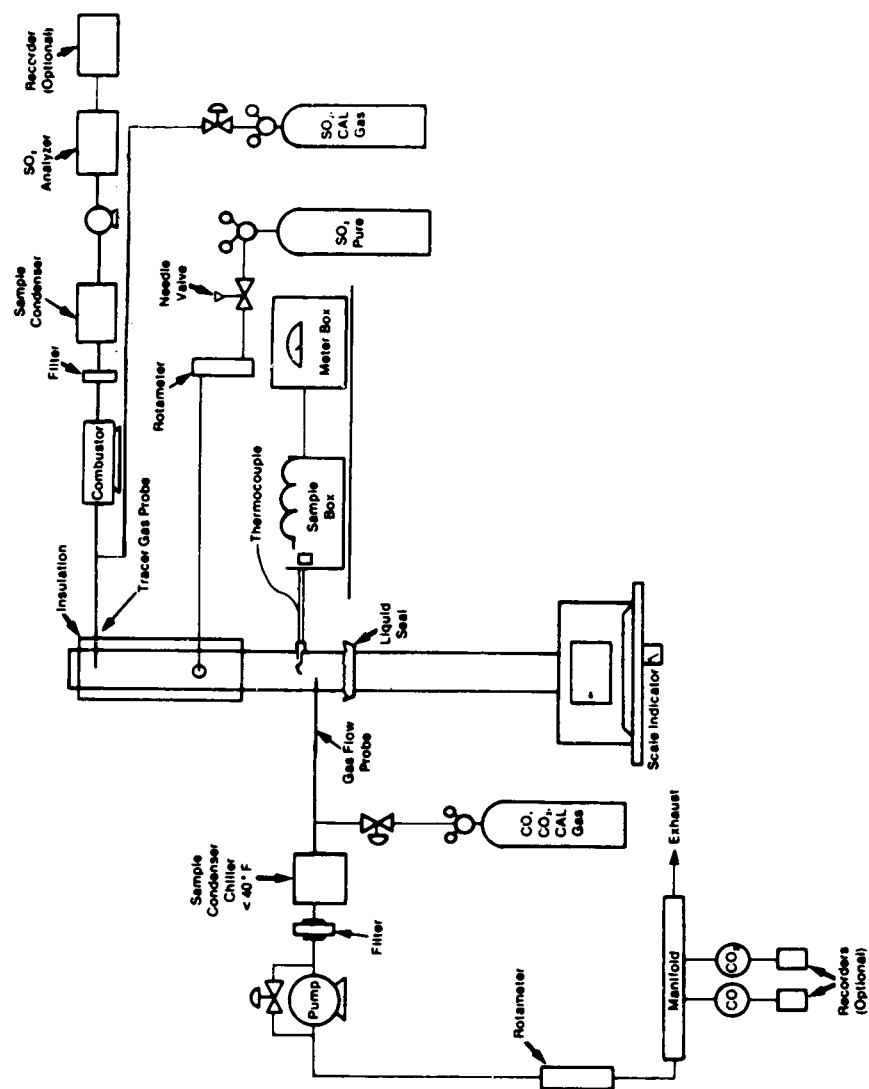 Recorder
(Optional)
SO₂
Analyzer
Sample
Condenser
Filter
Combustor
Tracer Gas Probe
Insulation
SO₂,
CAL
Gas
SO₂
Pure
Needle
Valve
Rotameter
Meter Box
Thermocouple
Sample
Box
Liquid
Seal
Scale Indicator
Gas Flow
Probe
CO,
CO₂,
CAL
Gas
Sample
Condenser
Chiller
< 40° F
Filter
Pump
Rotameter
Manifold
Exhaust
CO
CO₂
Recorders
(Optional)